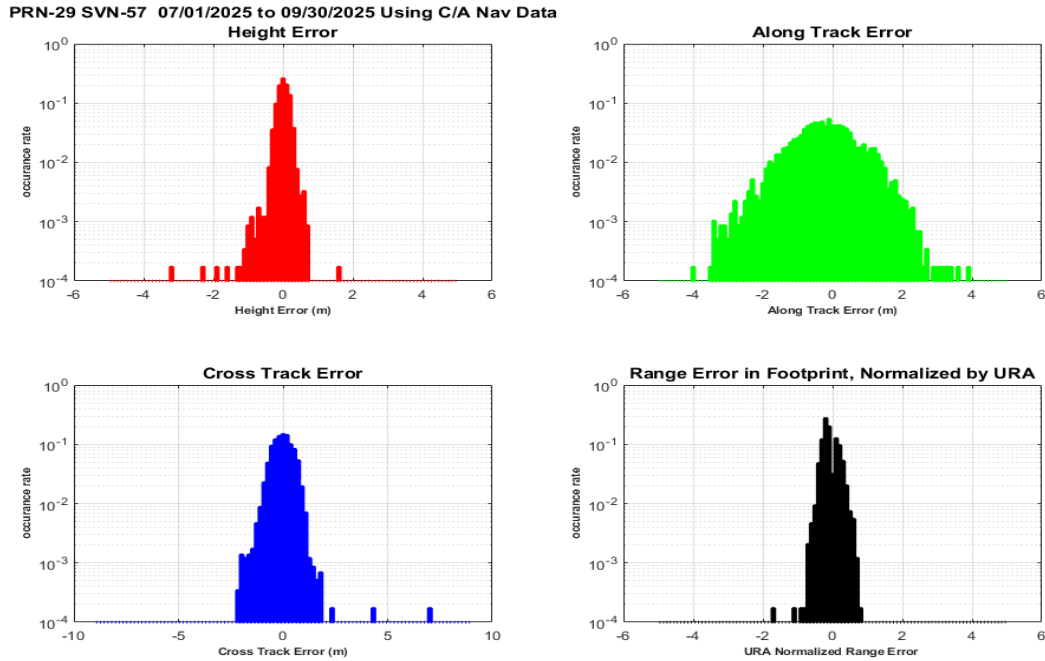 PRN-29 SVN-57  07/01/2025 to 09/30/2025 Using C/A Nav Data
Height Error
10^0
10^-1
10^-2
10^-3
10^-4
occurance rate
-6 -4 -2 0 2 4 6
Height Error (m)
Along Track Error
10^0
10^-1
10^-2
10^-3
10^-4
occurance rate
-6 -4 -2 0 2 4 6
Along Track Error (m)
Cross Track Error
10^0
10^-1
10^-2
10^-3
10^-4
occurance rate
-10 -5 0 5 10
Cross Track Error (m)
Range Error in Footprint, Normalized by URA
10^0
10^-1
10^-2
10^-3
10^-4
occurance rate
-6 -4 -2 0 2 4 6
URA Normalized Range Error